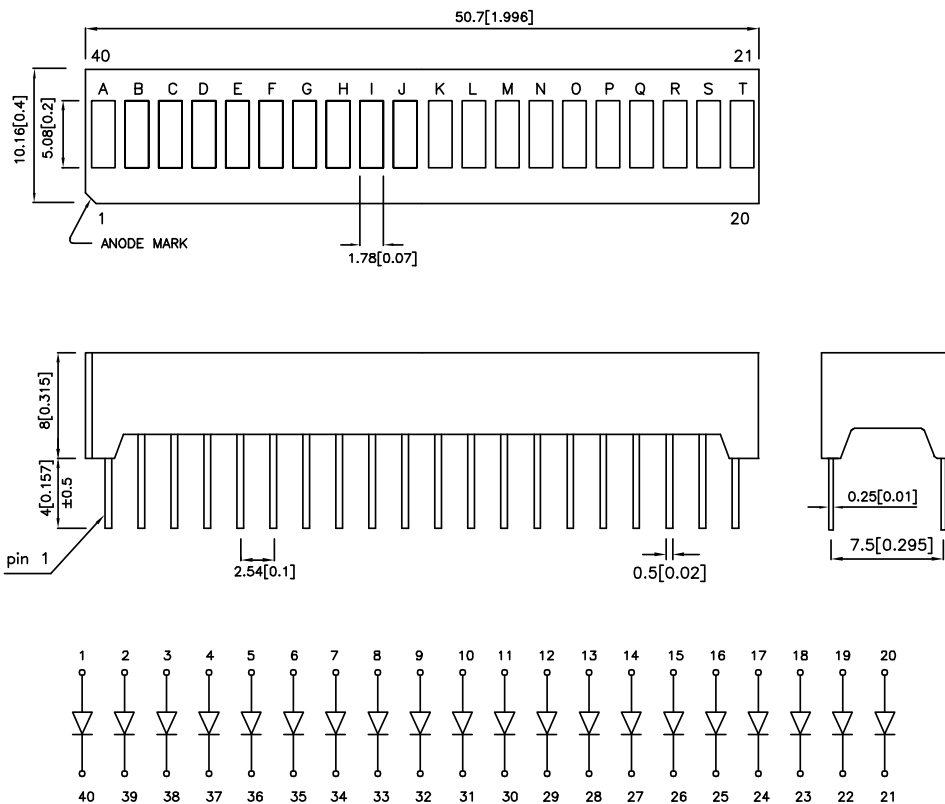 50.7[1.996]
40 21
A B C D E F G H I J K L M N O P Q R S T
10.16[0.4]
5.08[0.2]
1 20
ANODE MARK
1.78[0.07]
8[0.315]
4[0.157]
±0.5
pin 1
2.54[0.1]
0.5[0.02]
0.25[0.01]
7.5[0.295]
1 2 3 4 5 6 7 8 9 10 11 12 13 14 15 16 17 18 19 20
40 39 38 37 36 35 34 33 32 31 30 29 28 27 26 25 24 23 22 21